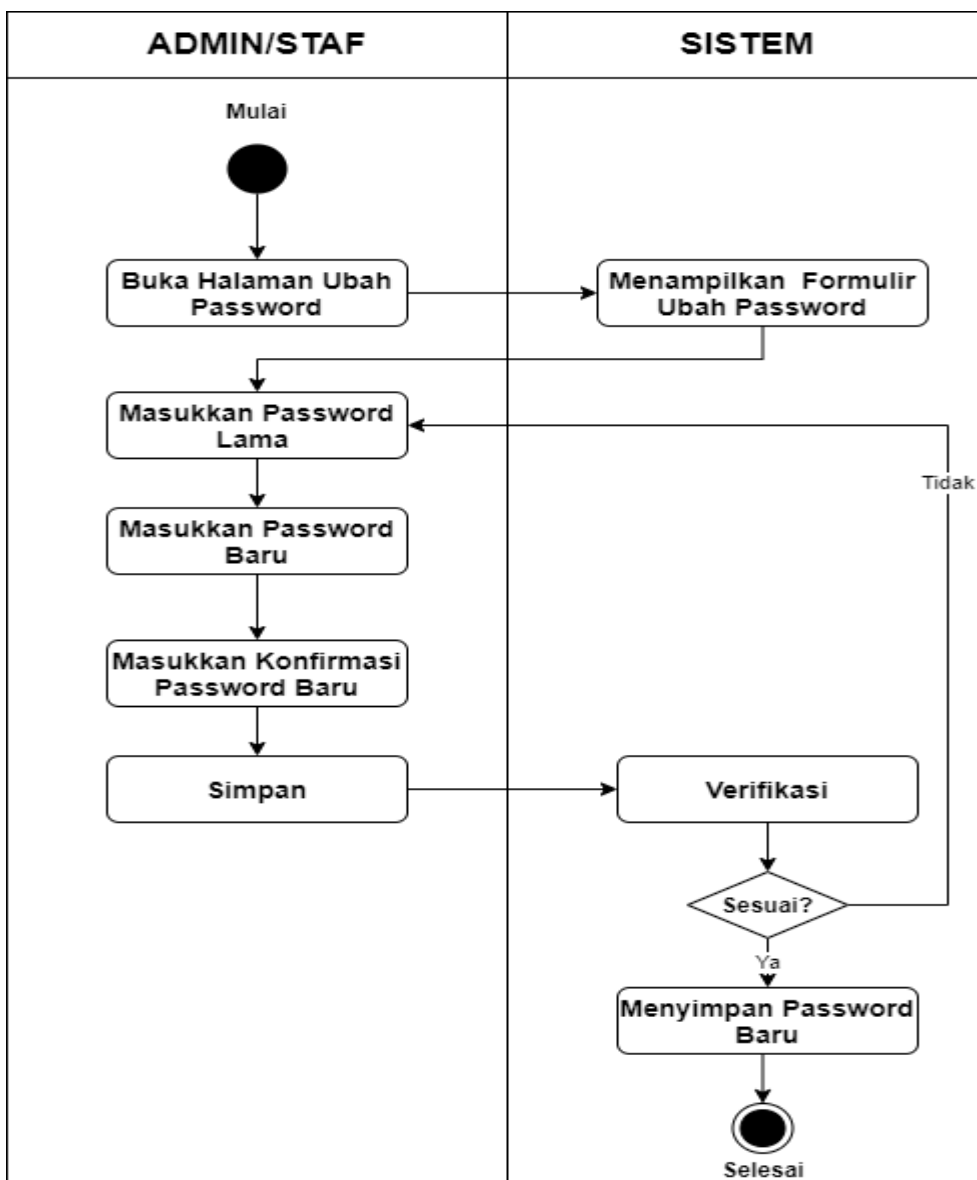 ADMIN/STAF
SISTEM
Mulai
Buka Halaman Ubah
Password
Menampilkan Formulir
Ubah Password
Masukkan Password
Lama
Tidak
Masukkan Password
Baru
Masukkan Konfirmasi
Password Baru
Simpan
Verifikasi
Sesuai?
Ya
Menyimpan Password
Baru
Selesai